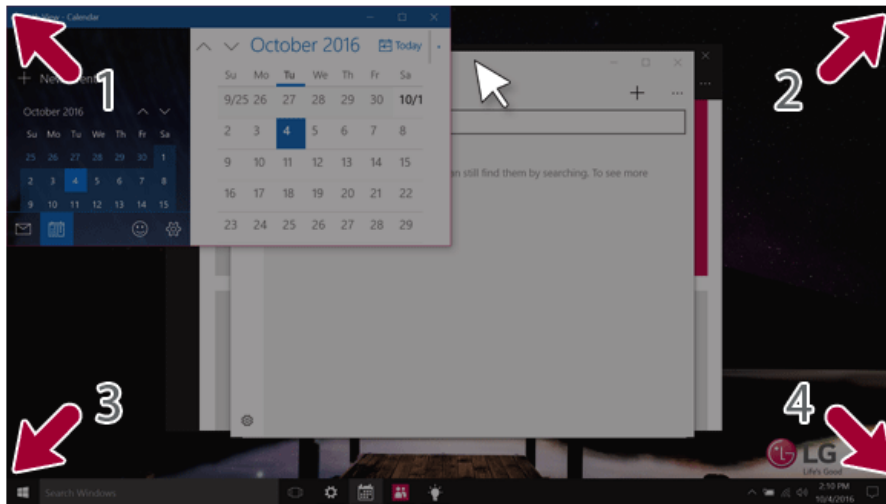 View - Calendar
1
2
3
4
October 2016
Today
Su Mo Tu We Th Fr Sa
9/25 26 27 28 29 30 10/1
2 3 4 5 6 7 8
9 10 11 12 13 14 15
16 17 18 19 20 21 22
23 24 25 26 27 28 29
October 2016
Su Mo Tu We Th Fr Sa
25 26 27 28 29 30 1
2 3 4 5 6 7 8
9 10 11 12 13 14 15
still find them by searching. To see more
LG
Life's Good
Search Windows
2:10 PM
10/4/2016